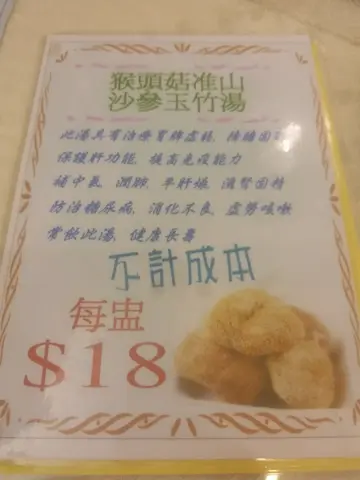 猴頭菇准山
沙參玉竹湯
此湯具有治療胃脾虛弱,
保護肝功能, 提高免疫能力
補中氣, 潤肺, 平肝燥, 滋腎固精
防治糖尿病, 消化不良, 虛勞咳嗽
常飲此湯, 健康長壽
不計成本
每盅
$18